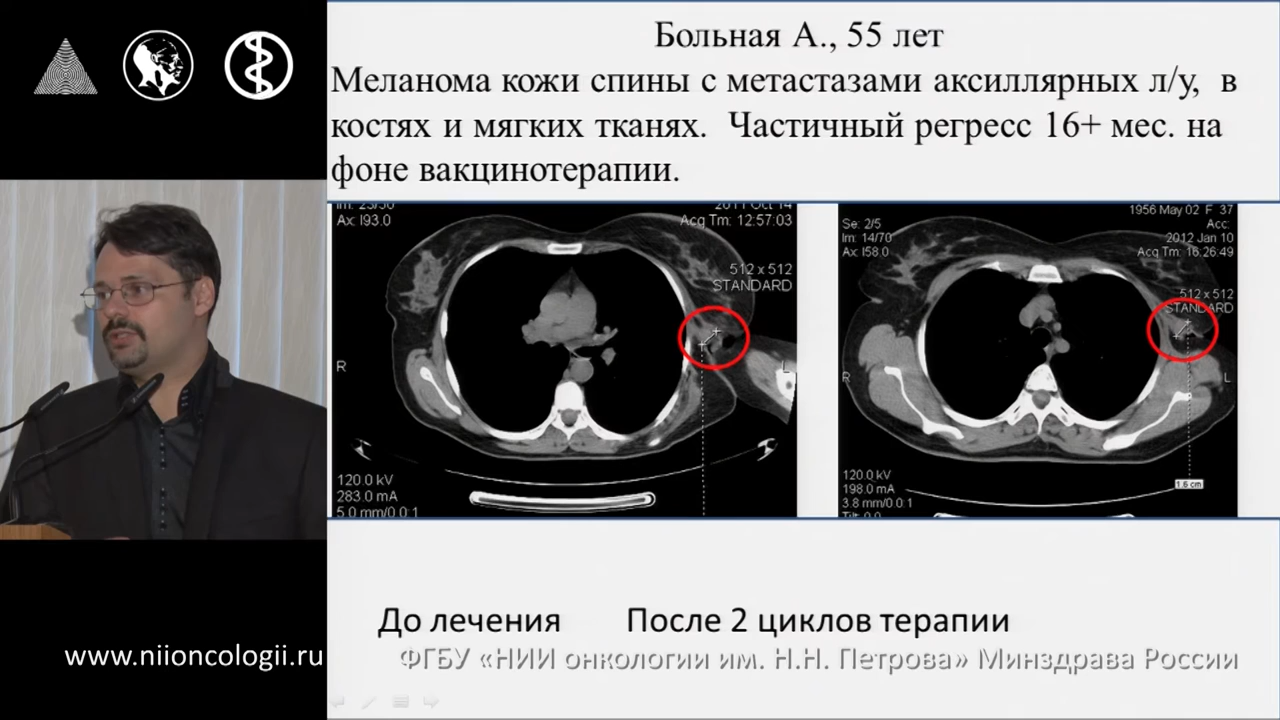 Больная А., 55 лет
Меланома кожи спины с метастазами аксиллярных л/у, в
костях и мягких тканях. Частичный регресс 16+ мес. на
фоне вакцинотерапии.
Ax: I93.0
Acq Tm: 12:57:03
512 x 512
STANDARD
R
L
120.0 kV
283.0 mA
5.0 mm/0.0:1
1956 May 02 F 37
Se: 2/5
Acc:
Im: 14/70
2012 Jan 10
Ax: I58.0
Acq Tm: 16:26:49
512 x 512
STANDARD
R
L
120.0 kV
198.0 mA
3.8 mm/0.0:1
1.6 cm
До лечения
После 2 циклов терапии
www.niioncologii.ru
ФГБУ «НИИ онкологии им. Н.Н. Петрова» Минздрава России